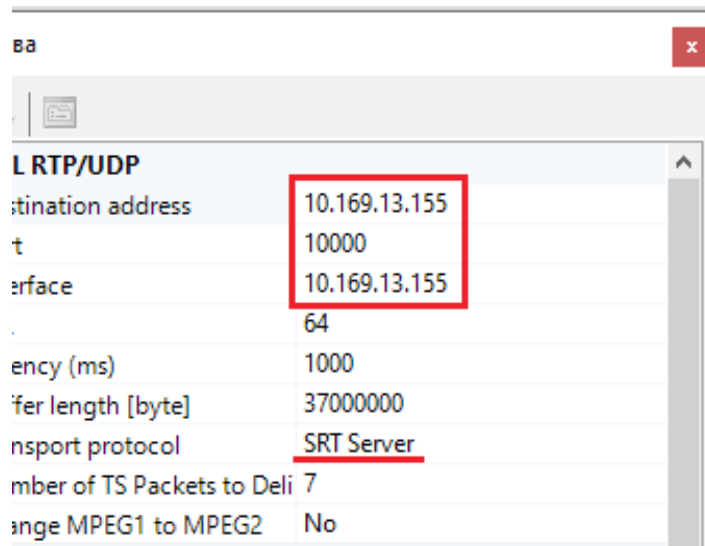 ва
x
L RTP/UDP
stination address 10.169.13.155
rt 10000
erface 10.169.13.155
. 64
ency (ms) 1000
ffer length [byte] 37000000
nsport protocol SRT Server
mber of TS Packets to Deli 7
ange MPEG1 to MPEG2 No